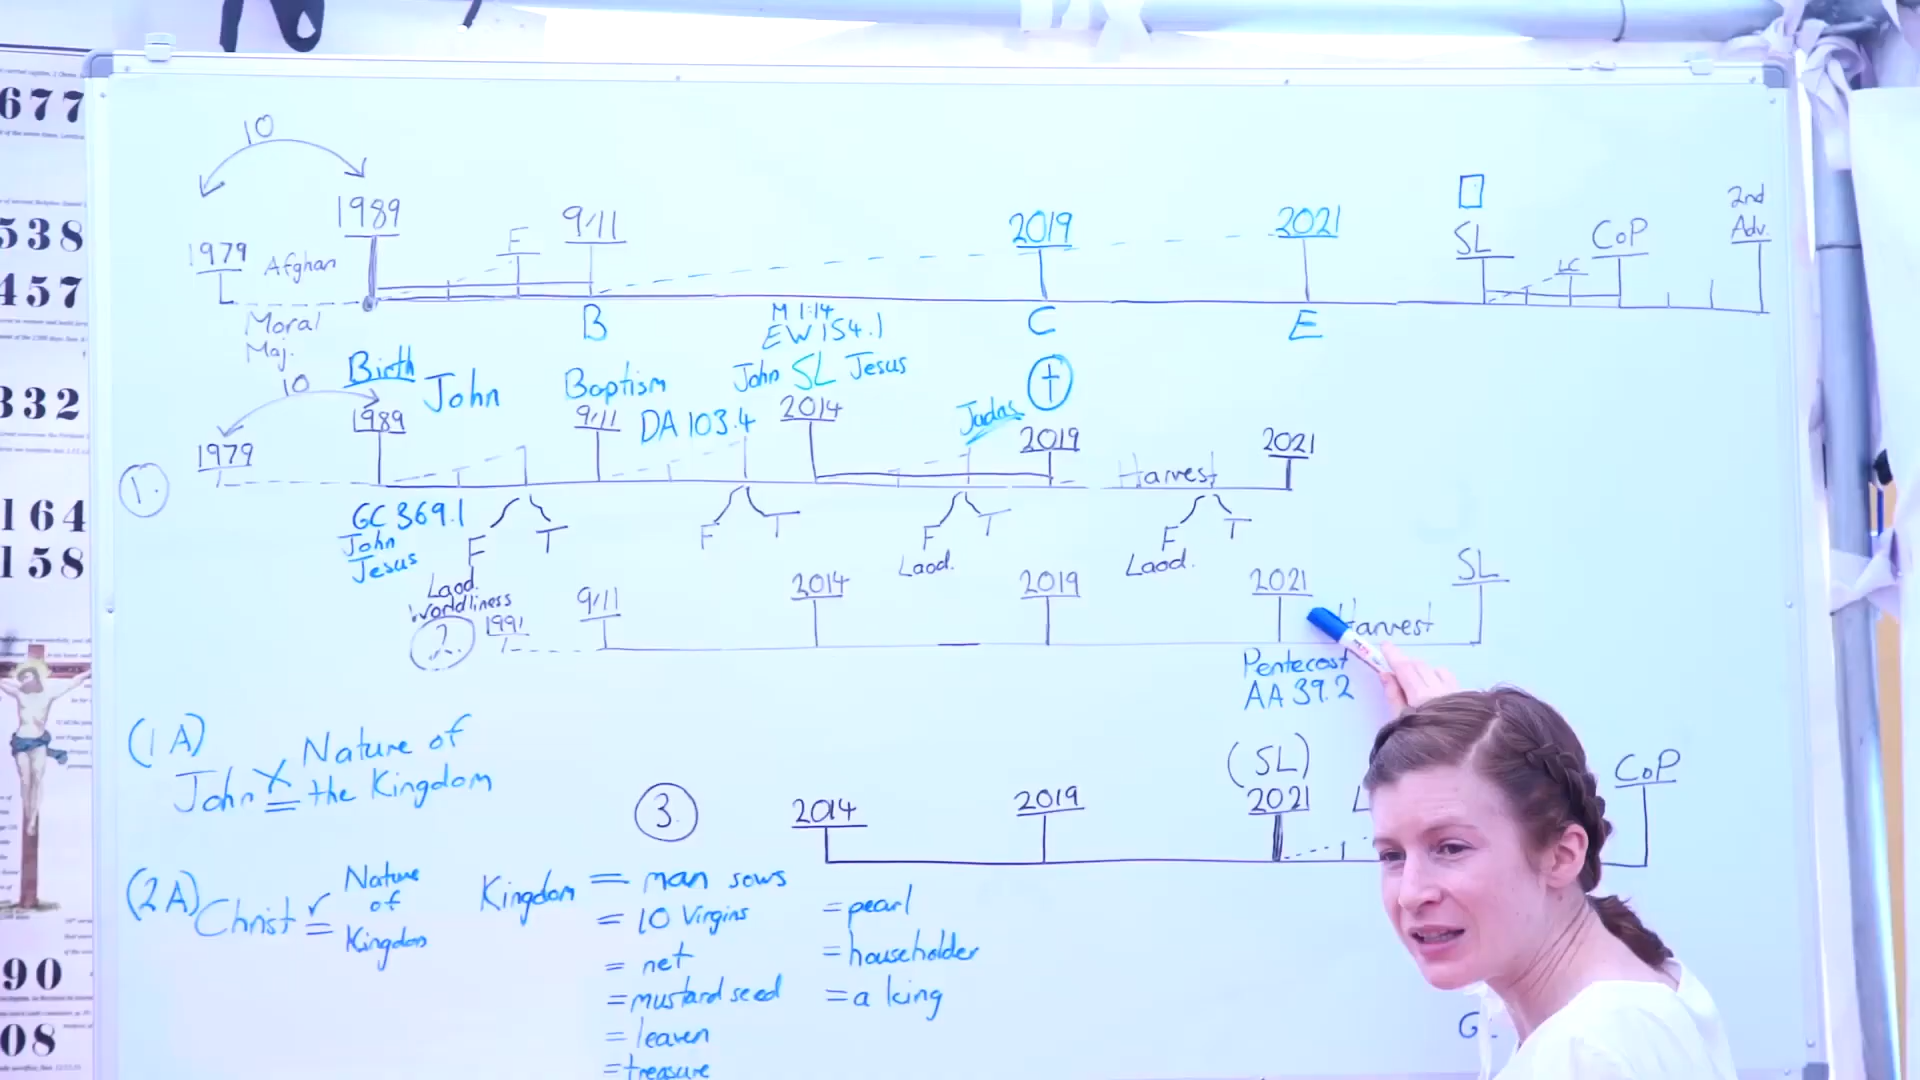 677
538
457
332
164
158
90
08
10
1979
Afghan
Moral
Maj.
1989
F
9/11
B
2019
C
2021
E
SL
LC
CoP
2nd
Adv.
M 1:14
EW 154.1
John SL Jesus
Birth
John
Baptism
DA 103.4
Judas
10
1.
1979
1989
9/11
2014
2019
Harvest
2021
GC 369.1
John
Jesus
F T
Laod.
Worldliness
F T
F T
Laod.
F T
Laod.
2.
1991
9/11
2014
2019
2021
Harvest
SL
Pentecost
AA 39.2
(1A)
John X = Nature of
the Kingdom
(2A) Christ ✓ = Nature
of
Kingdom
3.
2014
2019
(SL)
2021
L
CoP
Kingdom = man sows
= 10 Virgins
= net
= mustard seed
= leaven
= treasure
= pearl
= householder
= a king
G